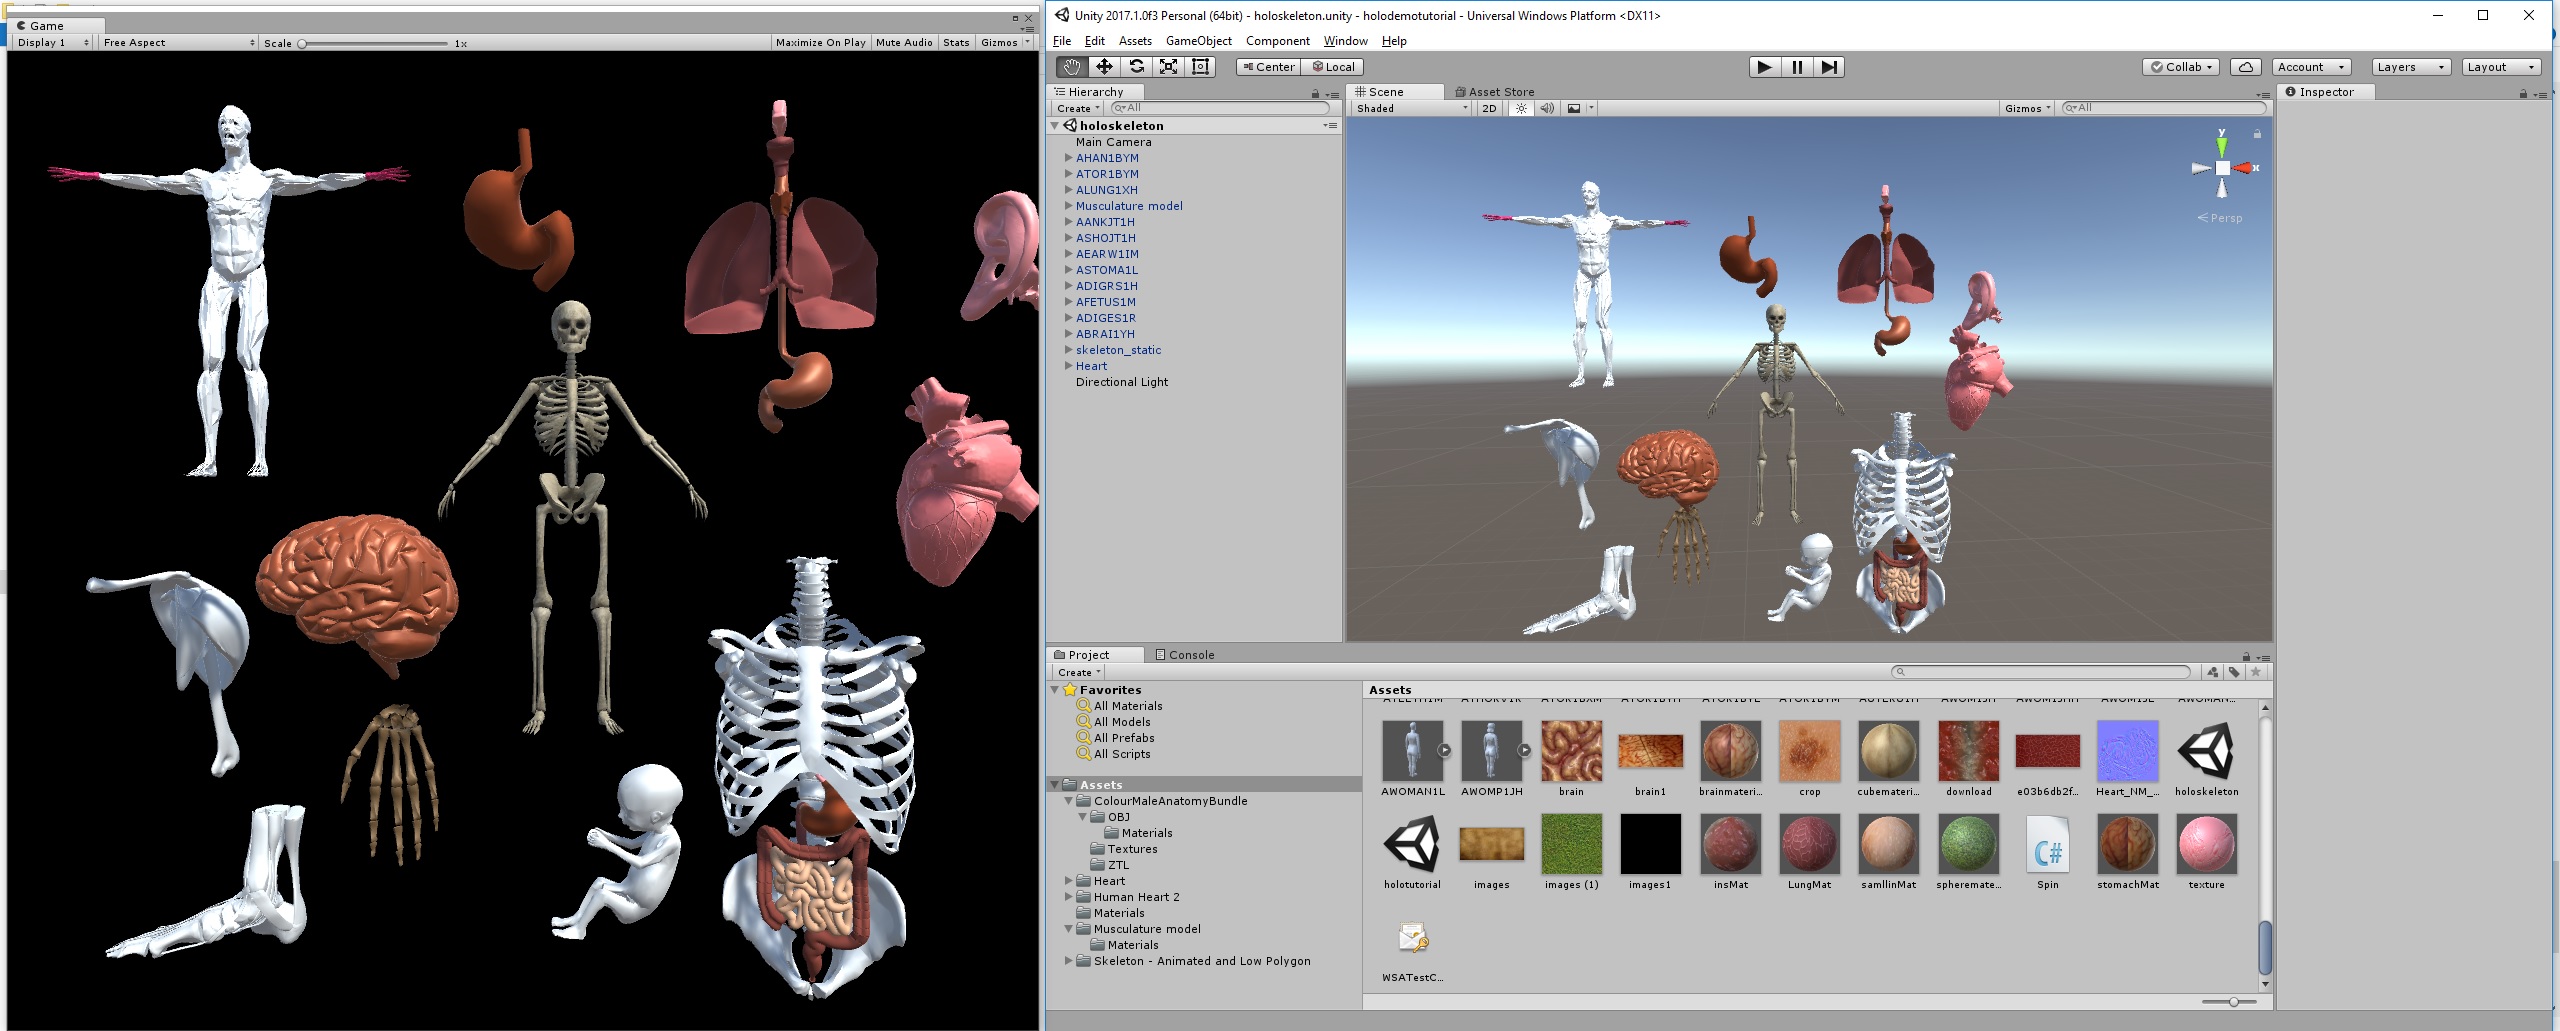 Game
Display 1 Free Aspect Scale 1x Maximize On Play Mute Audio Stats Gizmos
Unity 2017.1.0f3 Personal (64bit) - holoskeleton.unity - holodemotutorial - Universal Windows Platform <DX11>
File Edit Assets GameObject Component Window Help
Center Local Collab Account Layers Layout
Hierarchy
Create All
holoskeleton
Main Camera
AHAN1BYM
ATOR1BYM
ALUNG1XH
Musculature model
AANKJT1H
ASHOJT1H
AEARW1IM
ASTOMA1L
ADIGRS1H
AFETUS1M
ADIGES1R
ABRAI1YH
skeleton_static
Heart
Directional Light
Scene Asset Store
Shaded 2D Gizmos All
y
x
Persp
Inspector
Project Console
Create
Favorites
All Materials
All Models
All Prefabs
All Scripts
Assets
ColourMaleAnatomyBundle
OBJ
Materials
Textures
ZTL
Heart
Human Heart 2
Materials
Musculature model
Materials
Skeleton - Animated and Low Polygon
Assets
AWOMAN1L AWOMP1JH brain brain1 brainmateri... crop cubemateri... download e03b6db2f... Heart_NM_... holoskeleton
C#
holotutorial images images (1) images1 insMat LungMat samllinMat spheremate... Spin stomachMat texture
WSATestC...